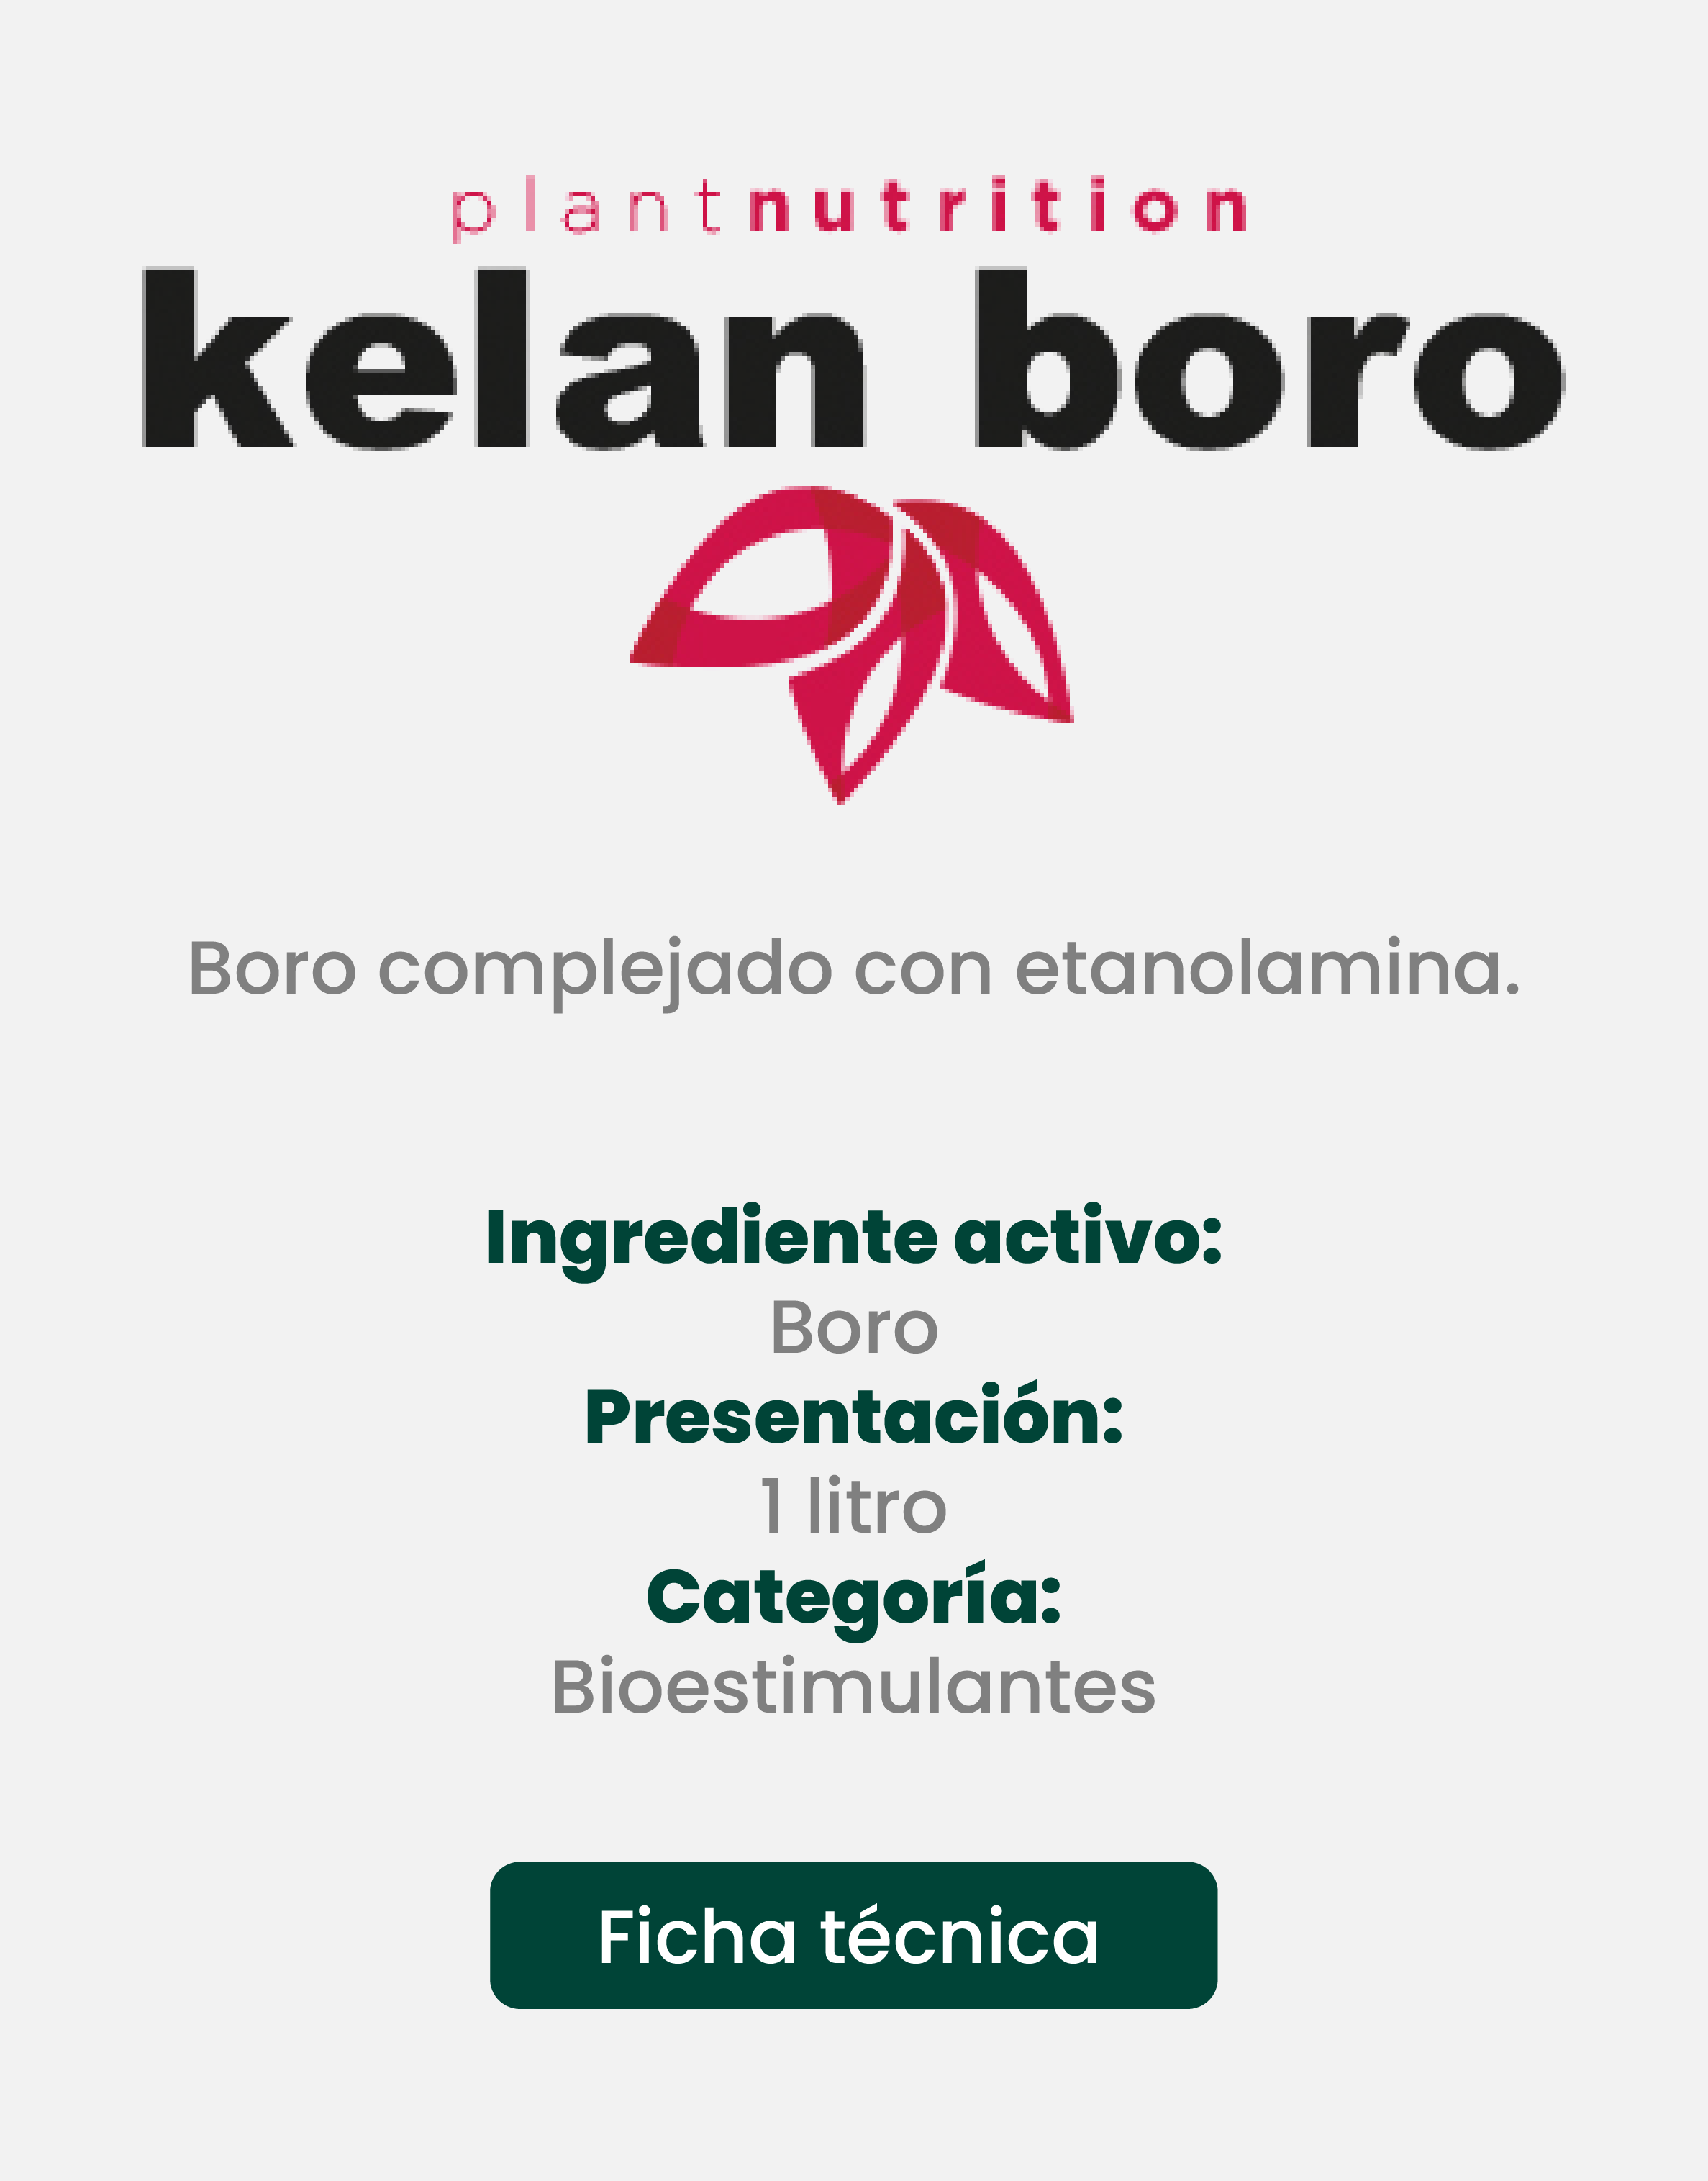 plantnutrition
kelan boro
Boro complejado con etanolamina.
Ingrediente activo:
Boro
Presentación:
1 litro
Categoría:
Bioestimulantes
Ficha técnica